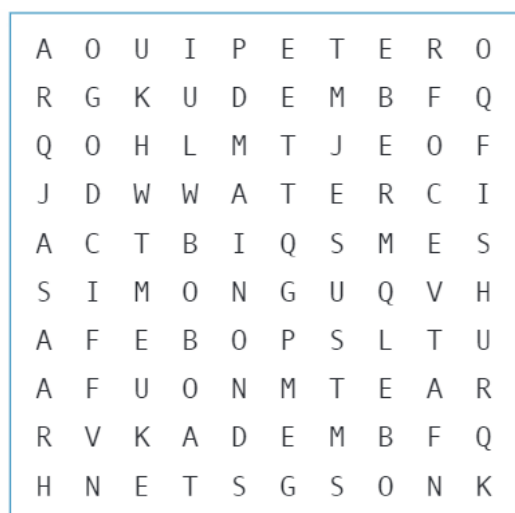 A O U I P E T E R O
R G K U D E M B F Q
Q O H L M T J E O F
J D W W A T E R C I
A C T B I Q S M E S
S I M O N G U Q V H
A F E B O P S L T U
A F U O N M T E A R
R V K A D E M B F Q
H N E T S G S O N K